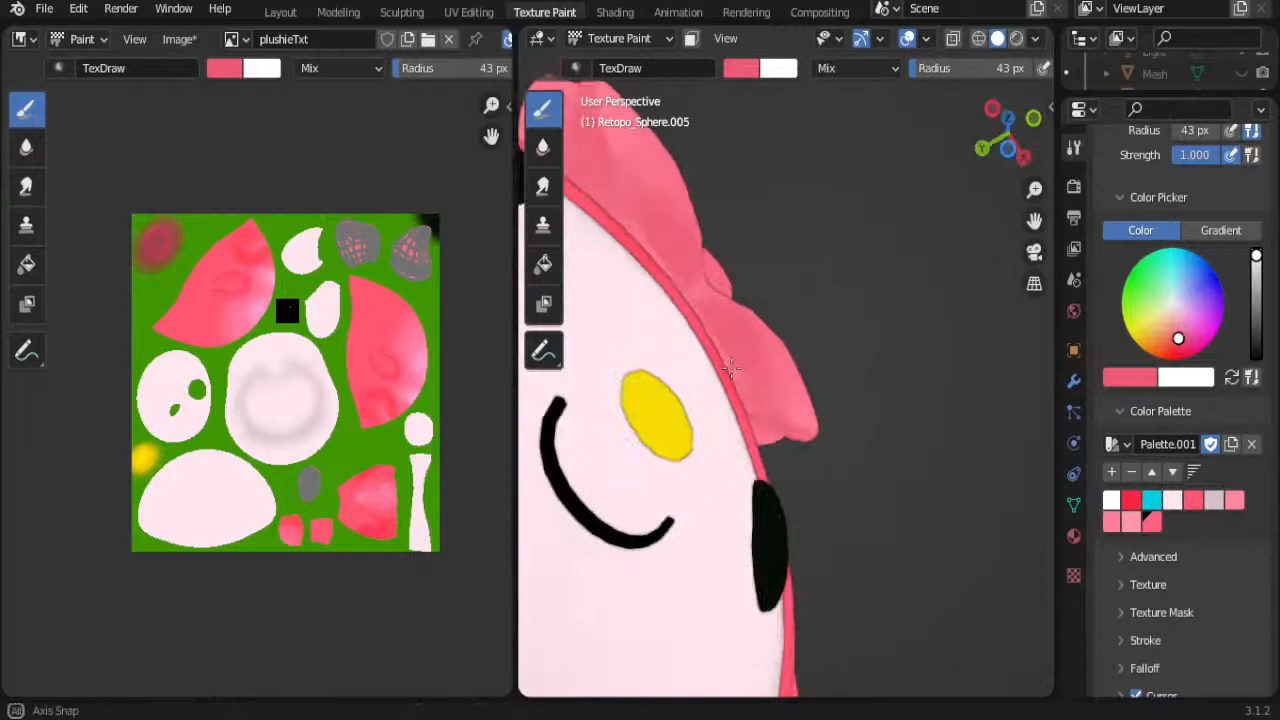 File Edit Render Window Help
Layout Modeling Sculpting UV Editing Texture Paint Shading Animation Rendering Compositing
Scene
ViewLayer
Paint View Image* plushieTxt
Texture Paint View
TexDraw Mix Radius 43 px
TexDraw Mix Radius 43 px
Mesh
User Perspective
(1) Retopo_Sphere.005
Radius 43 px
Strength 1.000
Color Picker
Color Gradient
Color Palette
Palette.001
Advanced
Texture
Texture Mask
Stroke
Falloff
Cursor
Axis Snap
3.1.2